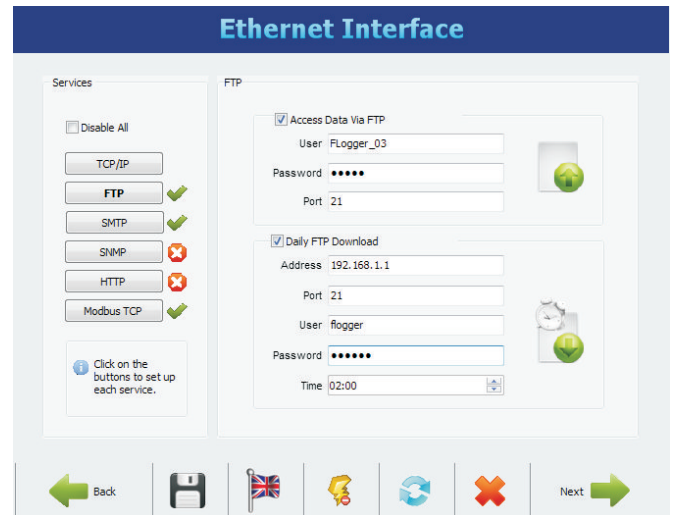 Ethernet Interface
Services
Disable All
TCP/IP
FTP
SMTP
SNMP
HTTP
Modbus TCP
Click on the
buttons to set up
each service.
FTP
Access Data Via FTP
User FLogger_03
Password •••••
Port 21
Daily FTP Download
Address 192.168.1.1
Port 21
User flogger
Password ••••••
Time 02:00
Back
Next